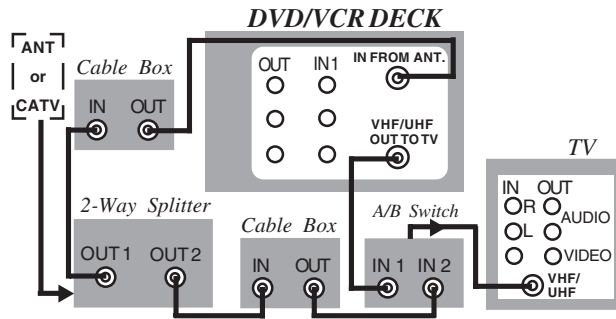 DVD/VCR DECK
ANT
or
CATV
Cable Box
IN OUT
OUT IN1 IN FROM ANT.
VHF/UHF
OUT TO TV
TV
IN OUT
R AUDIO
L
VIDEO
VHF/
UHF
2-Way Splitter
OUT 1 OUT 2
Cable Box
IN OUT
A/B Switch
IN 1 IN 2